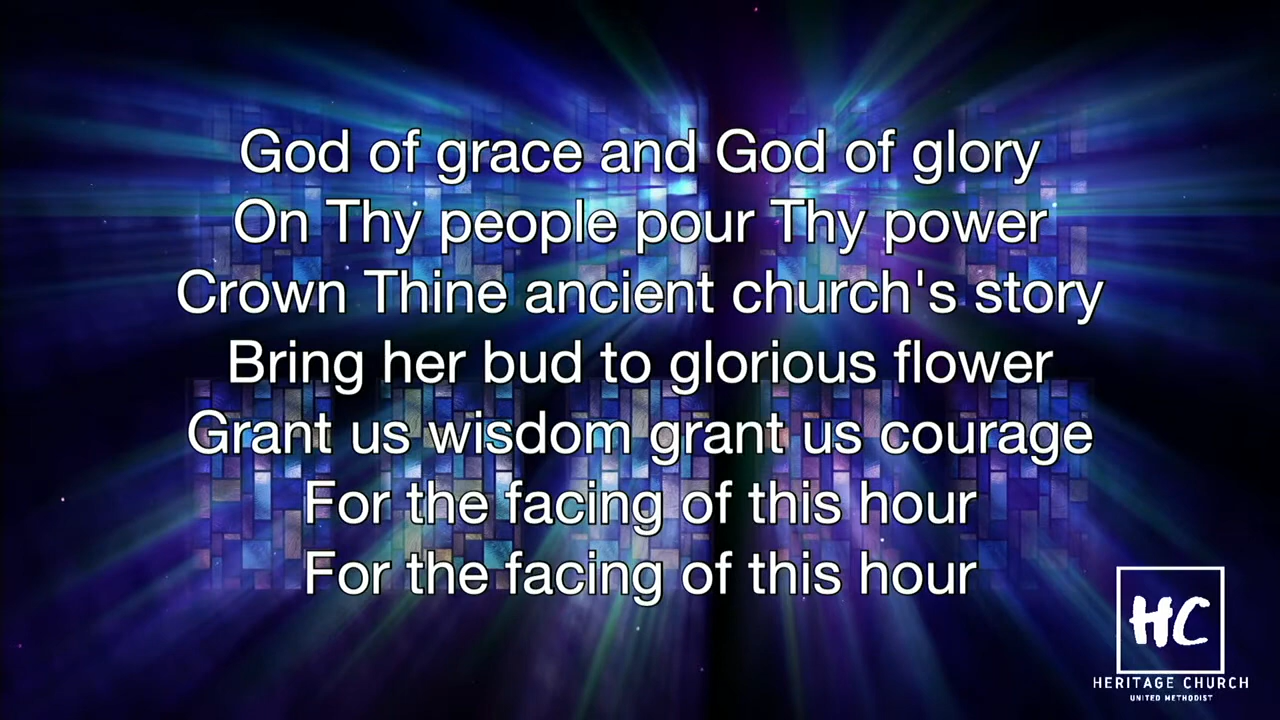 God of grace and God of glory
On Thy people pour Thy power
Crown Thine ancient church's story
Bring her bud to glorious flower
Grant us wisdom grant us courage
For the facing of this hour
For the facing of this hour
HC
HERITAGE CHURCH
UNITED METHODIST